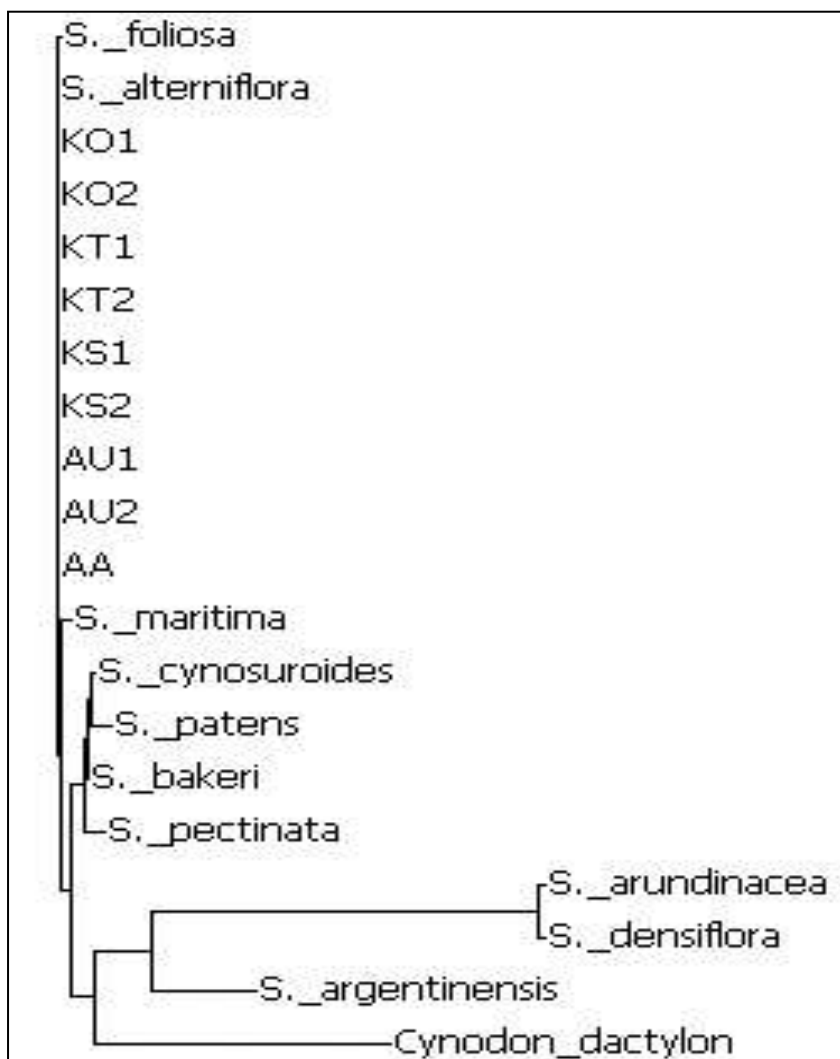 S._foliosa
S._alterniflora
KO1
KO2
KT1
KT2
KS1
KS2
AU1
AU2
AA
S._maritima
S._cynosuroides
S._patens
S._bakeri
S._pectinata
S._arundinacea
S._densiflora
S._argentinensis
Cynodon_dactylon